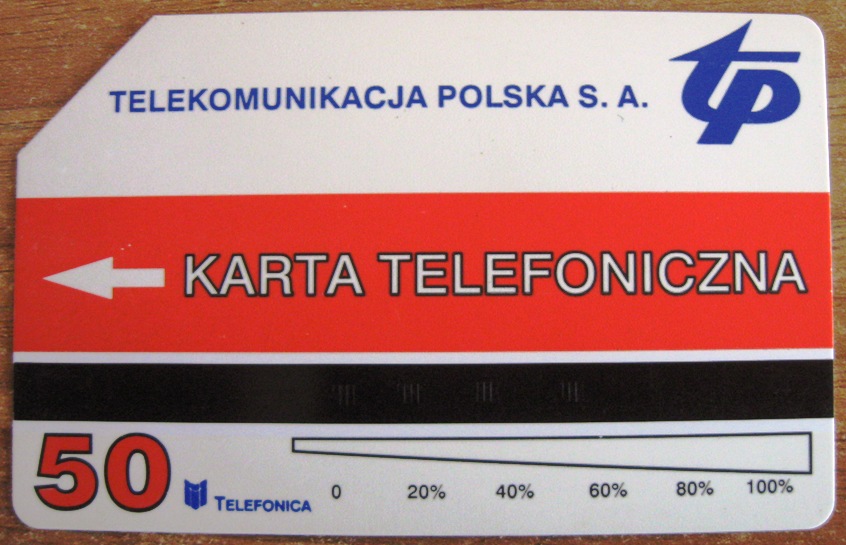 TELEKOMUNIKACJA POLSKA S. A.
tp
KARTA TELEFONICZNA
50
TELEFONICA
0 20% 40% 60% 80% 100%